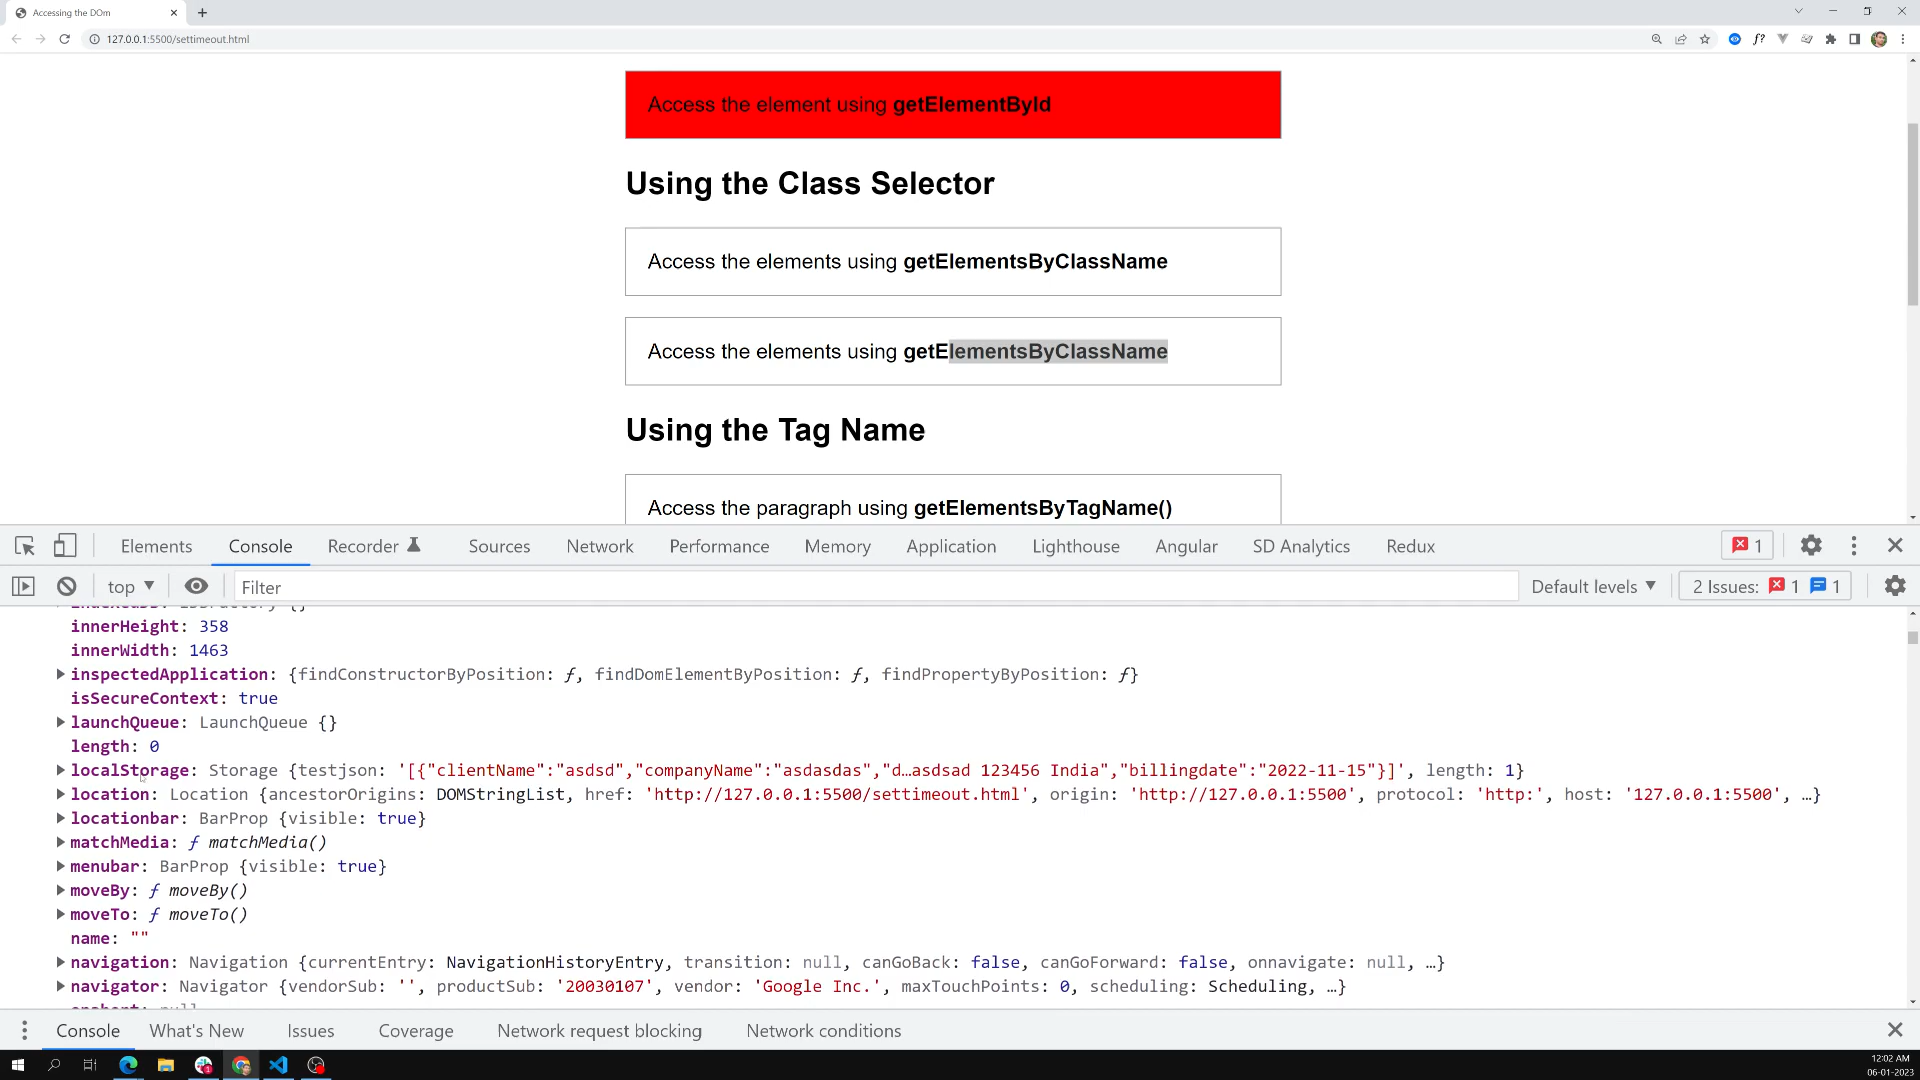 Accessing the DOm
127.0.0.1:5500/settimeout.html
f?
Access the element using getElementById
Using the Class Selector
Access the elements using getElementsByClassName
Access the elements using getElementsByClassName
Using the Tag Name
Access the paragraph using getElementsByTagName()
Elements Console Recorder Sources Network Performance Memory Application Lighthouse Angular SD Analytics Redux 1
top Filter Default levels 2 Issues: 1 1
innerHeight: 358
innerWidth: 1463
inspectedApplication: {findConstructorByPosition: ƒ, findDomElementByPosition: ƒ, findPropertyByPosition: ƒ}
isSecureContext: true
launchQueue: LaunchQueue {}
length: 0
localStorage: Storage {testjson: '[{"clientName":"asdsd","companyName":"asdasdas","d…asdsad 123456 India","billingdate":"2022-11-15"}]', length: 1}
location: Location {ancestorOrigins: DOMStringList, href: 'http://127.0.0.1:5500/settimeout.html', origin: 'http://127.0.0.1:5500', protocol: 'http:', host: '127.0.0.1:5500', …}
locationbar: BarProp {visible: true}
matchMedia: ƒ matchMedia()
menubar: BarProp {visible: true}
moveBy: ƒ moveBy()
moveTo: ƒ moveTo()
name: ""
navigation: Navigation {currentEntry: NavigationHistoryEntry, transition: null, canGoBack: false, canGoForward: false, onnavigate: null, …}
navigator: Navigator {vendorSub: '', productSub: '20030107', vendor: 'Google Inc.', maxTouchPoints: 0, scheduling: Scheduling, …}
Console What's New Issues Coverage Network request blocking Network conditions
12:02 AM
06-01-2023